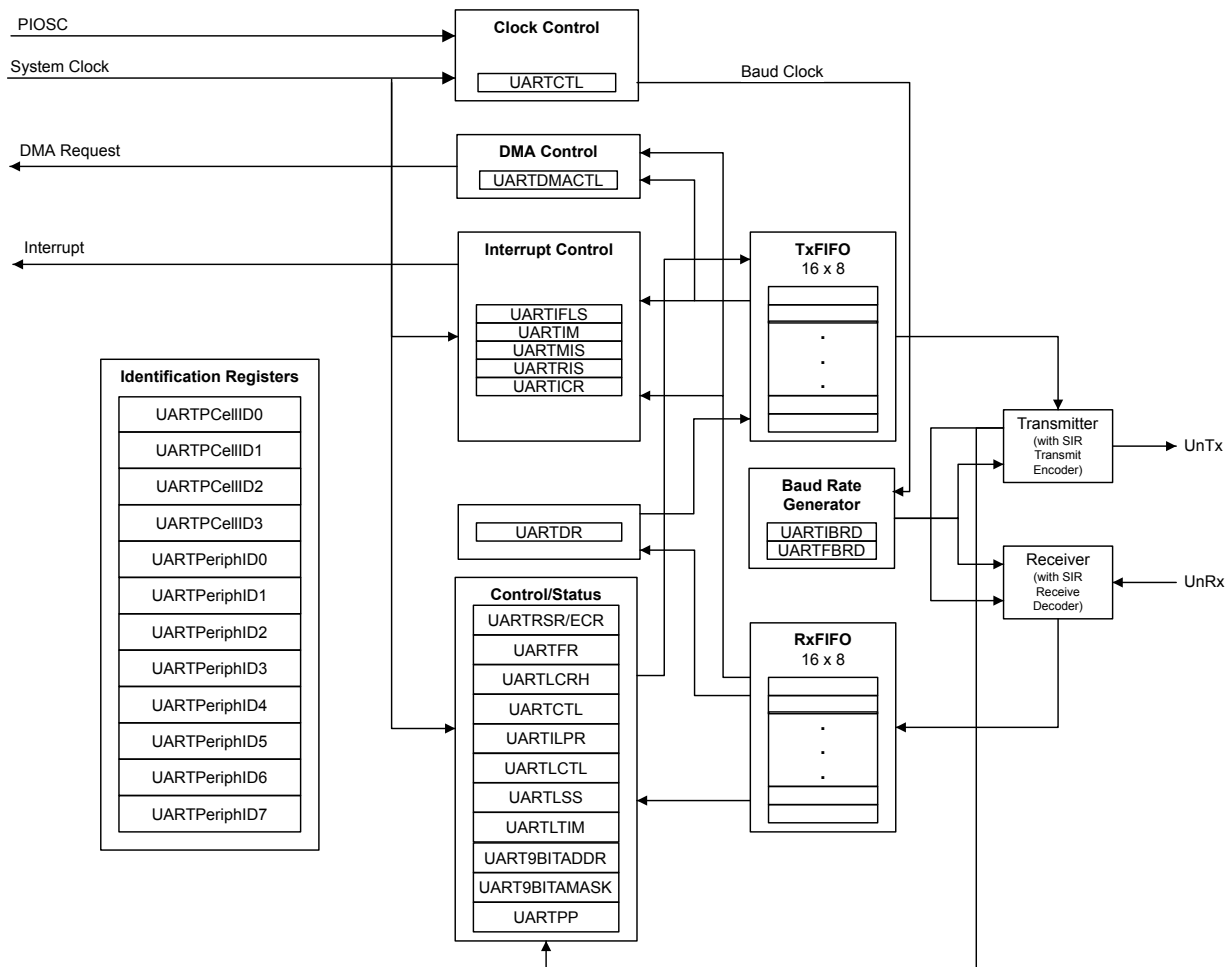 PIOSC
System Clock
DMA Request
Interrupt
Clock Control
UARTCTL
Baud Clock
DMA Control
UARTDMACTL
Interrupt Control
UARTIFLS
UARTIM
UARTMIS
UARTRIS
UARTICR
TxFIFO
16 x 8
.
.
.
Identification Registers
UARTPCellID0
UARTPCellID1
UARTPCellID2
UARTPCellID3
UARTPeriphID0
UARTPeriphID1
UARTPeriphID2
UARTPeriphID3
UARTPeriphID4
UARTPeriphID5
UARTPeriphID6
UARTPeriphID7
UARTDR
Baud Rate
Generator
UARTIBRD
UARTFBRD
Transmitter
(with SIR
Transmit
Encoder)
UnTx
Receiver
(with SIR
Receive
Decoder)
UnRx
Control/Status
UARTRSR/ECR
UARTFR
UARTLCRH
UARTCTL
UARTILPR
UARTLCTL
UARTLSS
UARTLTIM
UART9BITADDR
UART9BITAMASK
UARTPP
RxFIFO
16 x 8
.
.
.